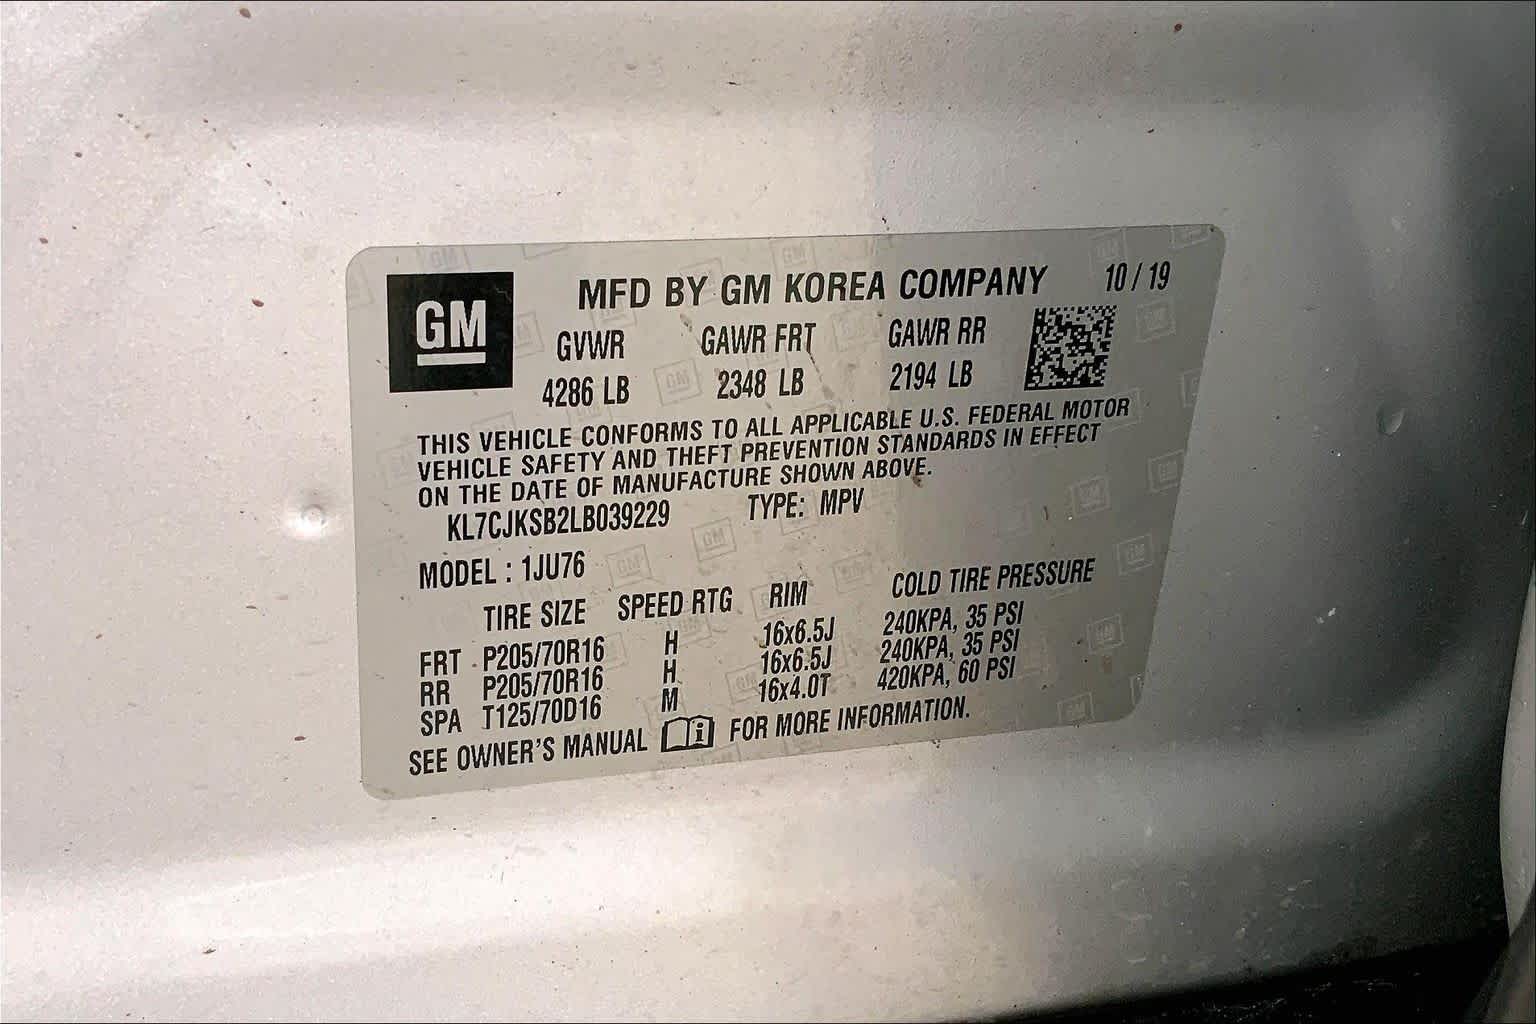 GM
MFD BY GM KOREA COMPANY 10 / 19
GVWR GAWR FRT GAWR RR
4286 LB 2348 LB 2194 LB
THIS VEHICLE CONFORMS TO ALL APPLICABLE U.S. FEDERAL MOTOR
VEHICLE SAFETY AND THEFT PREVENTION STANDARDS IN EFFECT
ON THE DATE OF MANUFACTURE SHOWN ABOVE.
KL7CJKSB2LB039229 TYPE: MPV
MODEL : 1JU76
TIRE SIZE SPEED RTG RIM COLD TIRE PRESSURE
FRT P205/70R16 H 16x6.5J 240KPA, 35 PSI
RR P205/70R16 H 16x6.5J 240KPA, 35 PSI
SPA T125/70D16 M 16x4.0T 420KPA, 60 PSI
SEE OWNER'S MANUAL i FOR MORE INFORMATION.